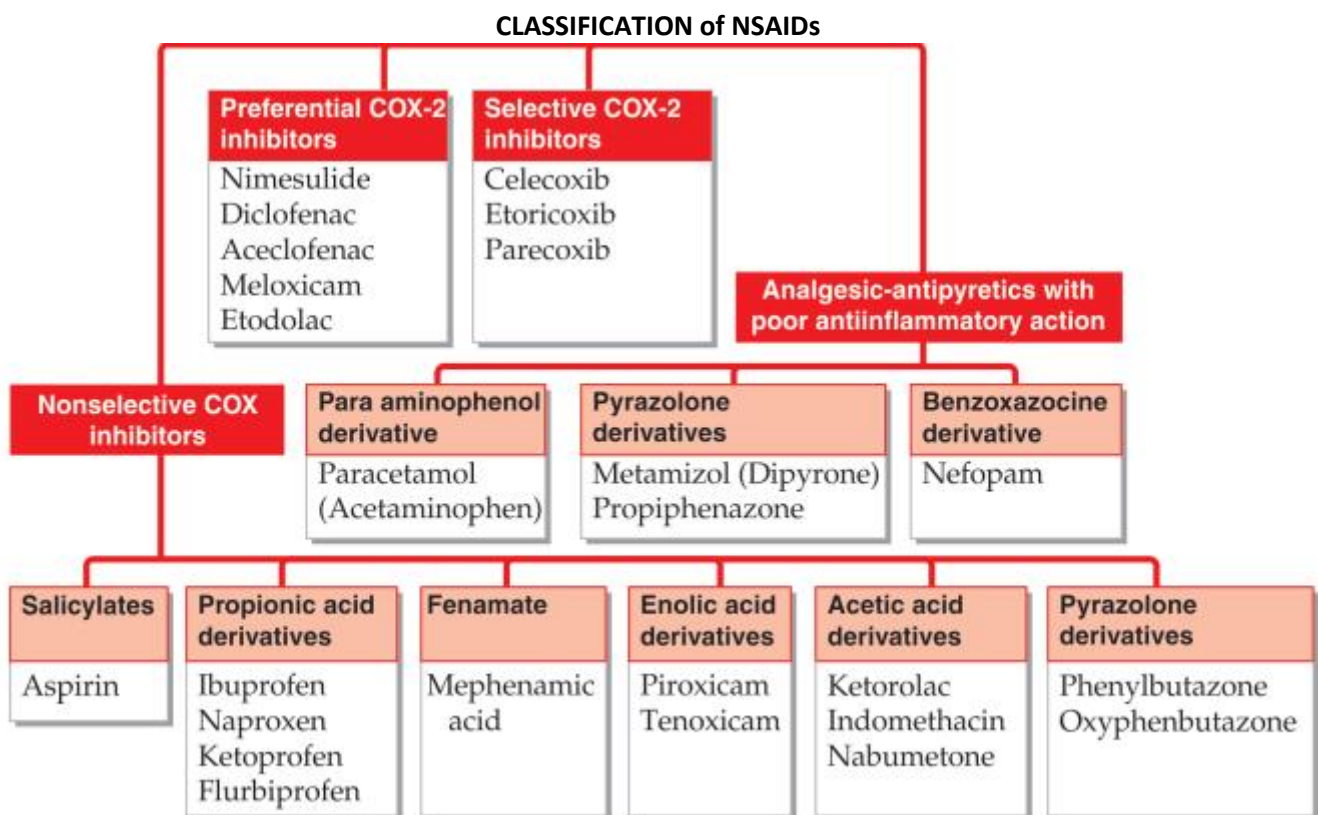 CLASSIFICATION of NSAIDs
Preferential COX-2
inhibitors
Nimesulide
Diclofenac
Aceclofenac
Meloxicam
Etodolac
Selective COX-2
inhibitors
Celecoxib
Etoricoxib
Parecoxib
Analgesic-antipyretics with
poor antiinflammatory action
Nonselective COX
inhibitors
Para aminophenol
derivative
Paracetamol
(Acetaminophen)
Pyrazolone
derivatives
Metamizol (Dipyrone)
Propiphenazone
Benzoxazocine
derivative
Nefopam
Salicylates
Aspirin
Propionic acid
derivatives
Ibuprofen
Naproxen
Ketoprofen
Flurbiprofen
Fenamate
Mephenamic
acid
Enolic acid
derivatives
Piroxicam
Tenoxicam
Acetic acid
derivatives
Ketorolac
Indomethacin
Nabumetone
Pyrazolone
derivatives
Phenylbutazone
Oxyphenbutazone